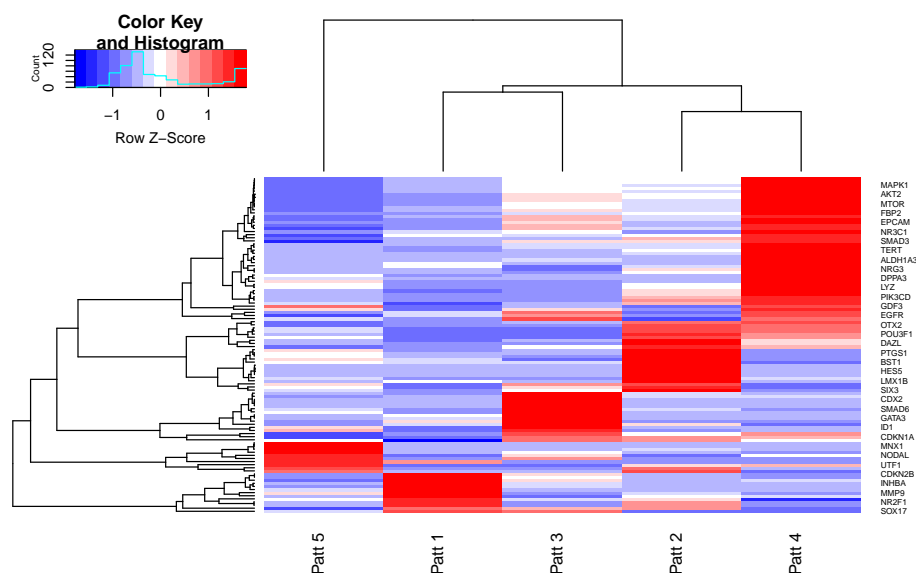 Color Key
and Histogram
Count
0
120
−1
0
1
Row Z−Score
MAPK1
AKT2
MTOR
FBP2
EPCAM
NR3C1
SMAD3
TERT
ALDH1A3
NRG3
DPPA3
LYZ
PIK3CD
GDF3
EGFR
OTX2
POU3F1
DAZL
PTGS1
BST1
HES5
LMX1B
SIX3
CDX2
SMAD6
GATA3
ID1
CDKN1A
MNX1
NODAL
UTF1
CDKN2B
INHBA
MMP9
NR2F1
SOX17
Patt 5
Patt 1
Patt 3
Patt 2
Patt 4